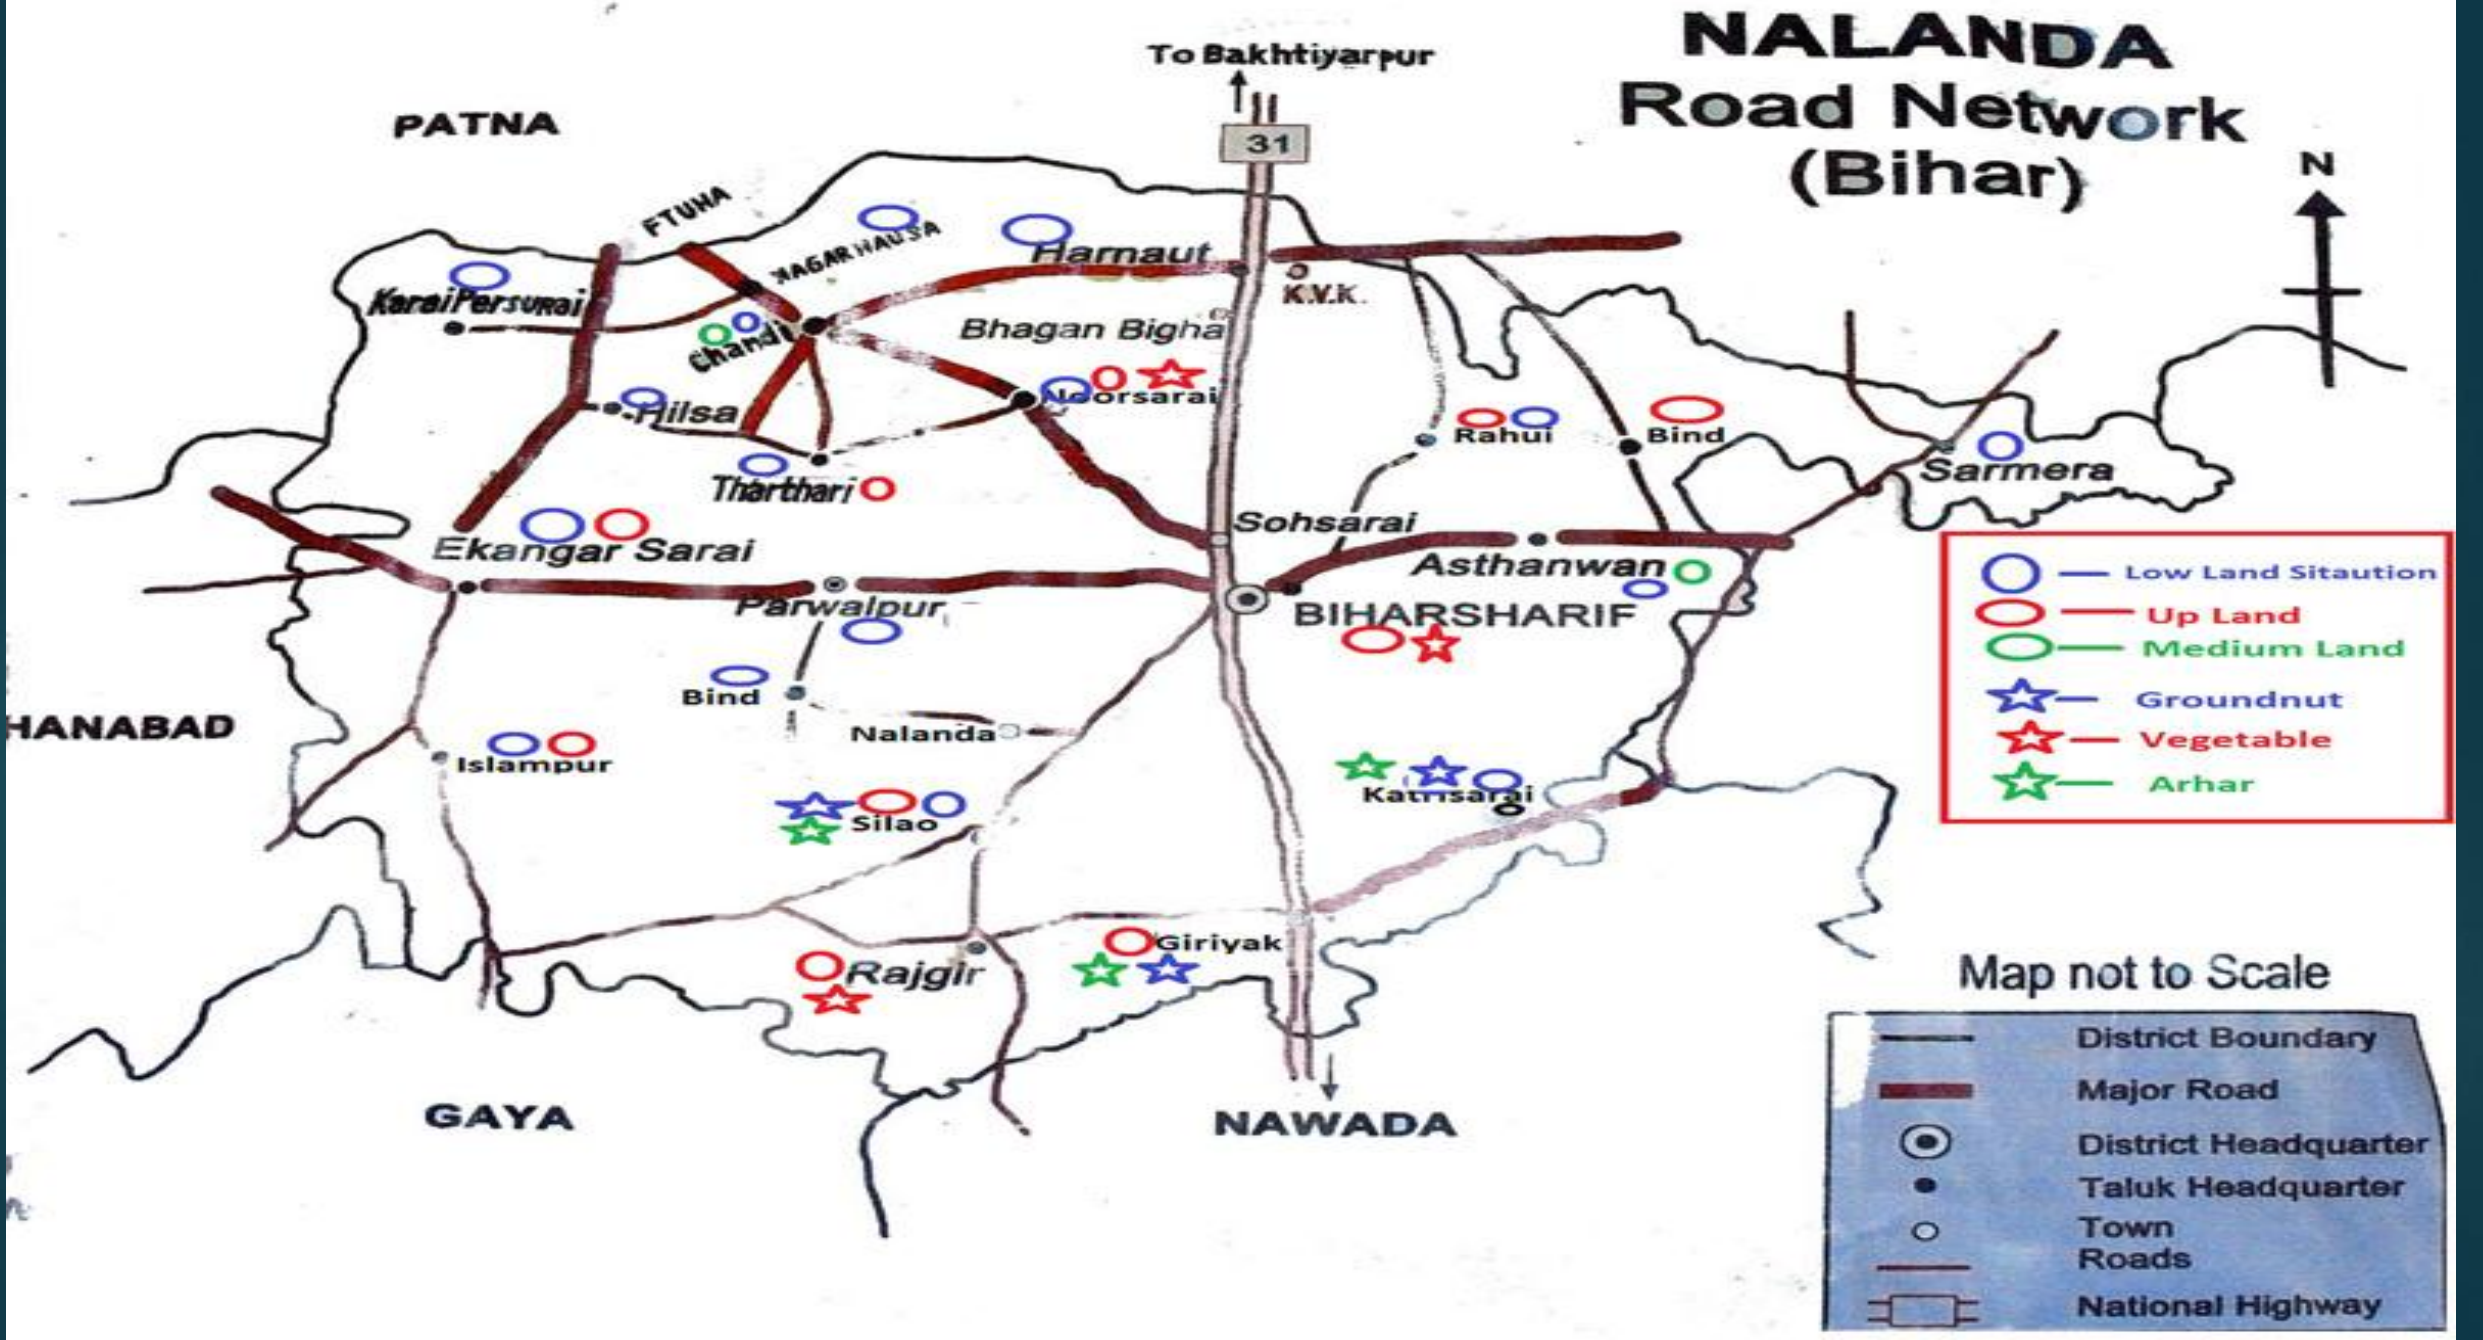 NALANDA
Road Network
(Bihar)
To Bakhtiyarpur
31
N
PATNA
FTUHA
NAGARNAUSA
Harnaut
K.V.K.
KaraiPersurai
Chandi
Bhagan Bigha
Noorsarai
Hilsa
Rahui
Bind
Sarmera
Tharthari
Ekangar Sarai
Sohsarai
Asthanwan
Parwalpur
BIHARSHARIF
Bind
Nalanda
HANABAD
Islampur
Silao
Katrisarai
Giriyak
Rajgir
GAYA
NAWADA
Low Land Sitaution
Up Land
Medium Land
Groundnut
Vegetable
Arhar
Map not to Scale
District Boundary
Major Road
District Headquarter
Taluk Headquarter
Town
Roads
National Highway